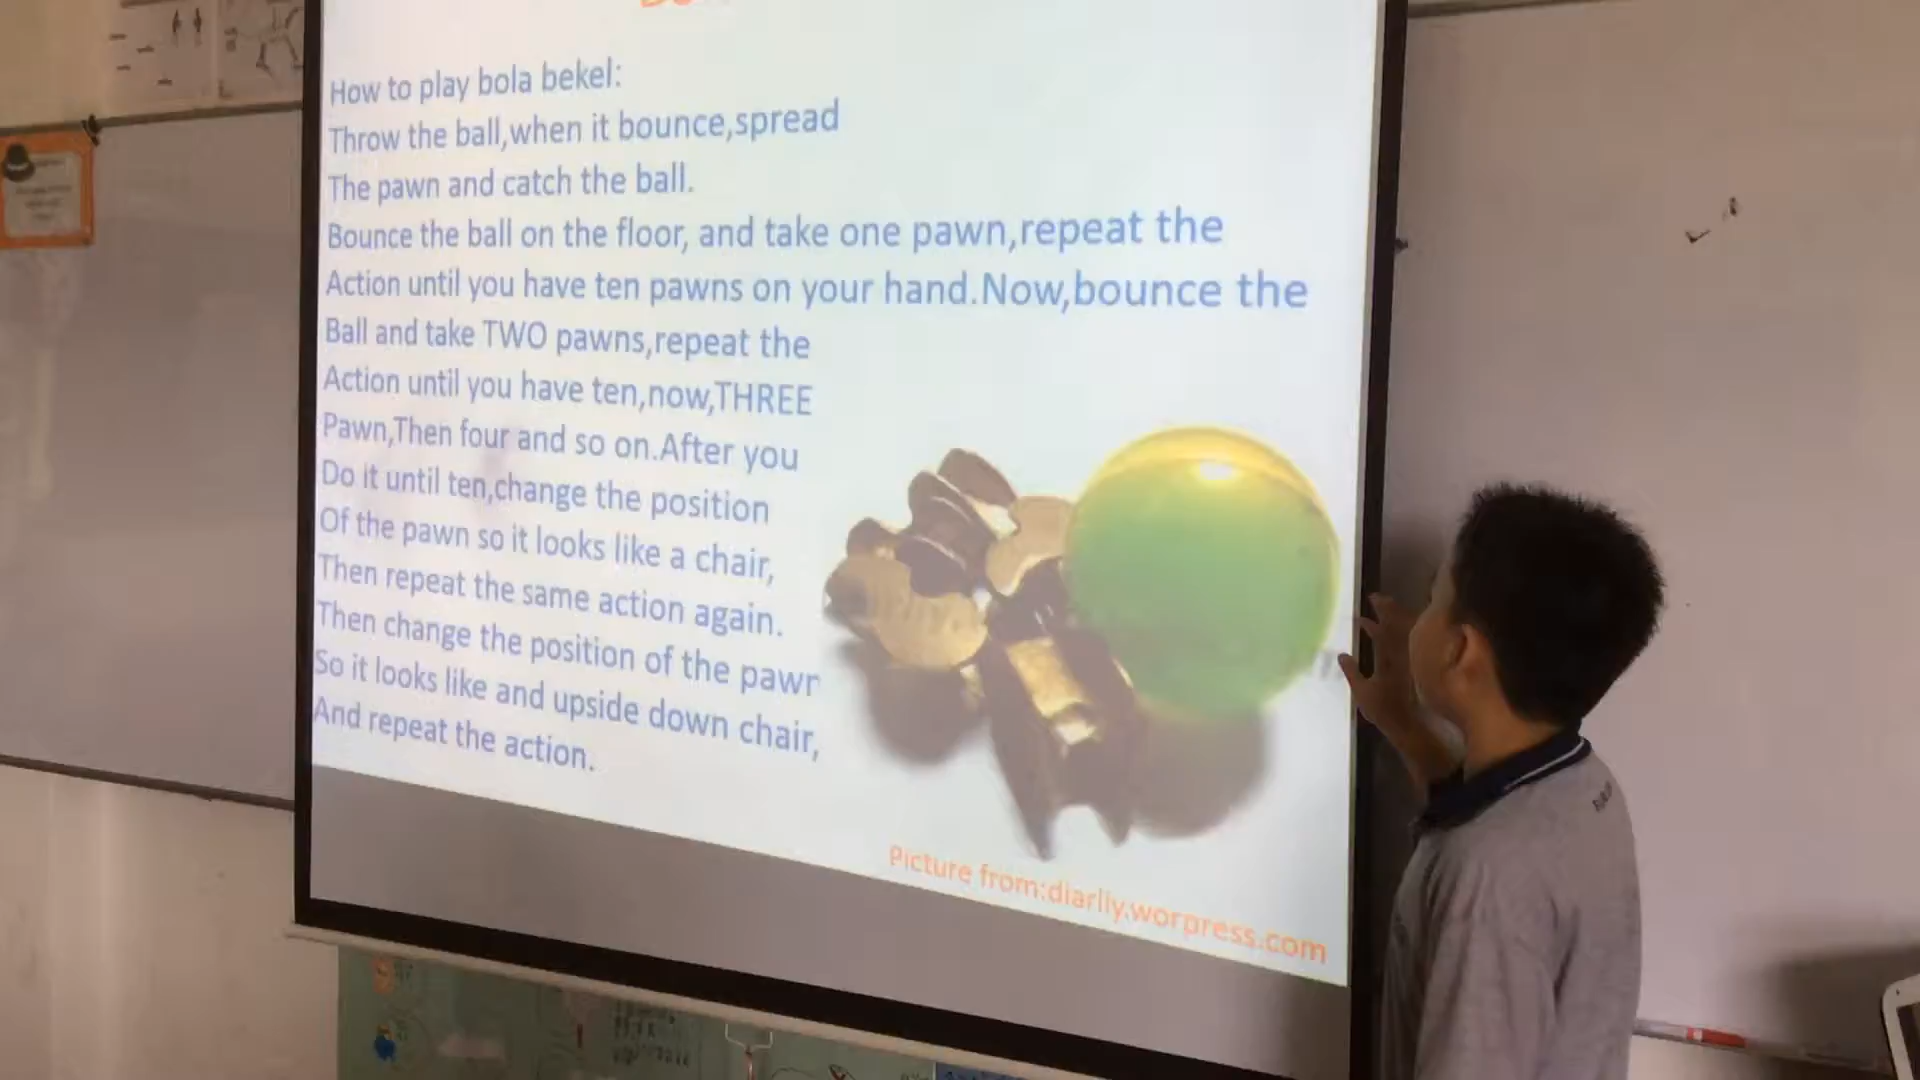 How to play bola bekel:
Throw the ball,when it bounce,spread
The pawn and catch the ball.
Bounce the ball on the floor, and take one pawn,repeat the
Action until you have ten pawns on your hand.Now,bounce the
Ball and take TWO pawns,repeat the
Action until you have ten,now,THREE
Pawn,Then four and so on.After you
Do it until ten,change the position
Of the pawn so it looks like a chair,
Then repeat the same action again.
Then change the position of the pawn
So it looks like and upside down chair,
And repeat the action.
Picture from:diarlly.worpress.com